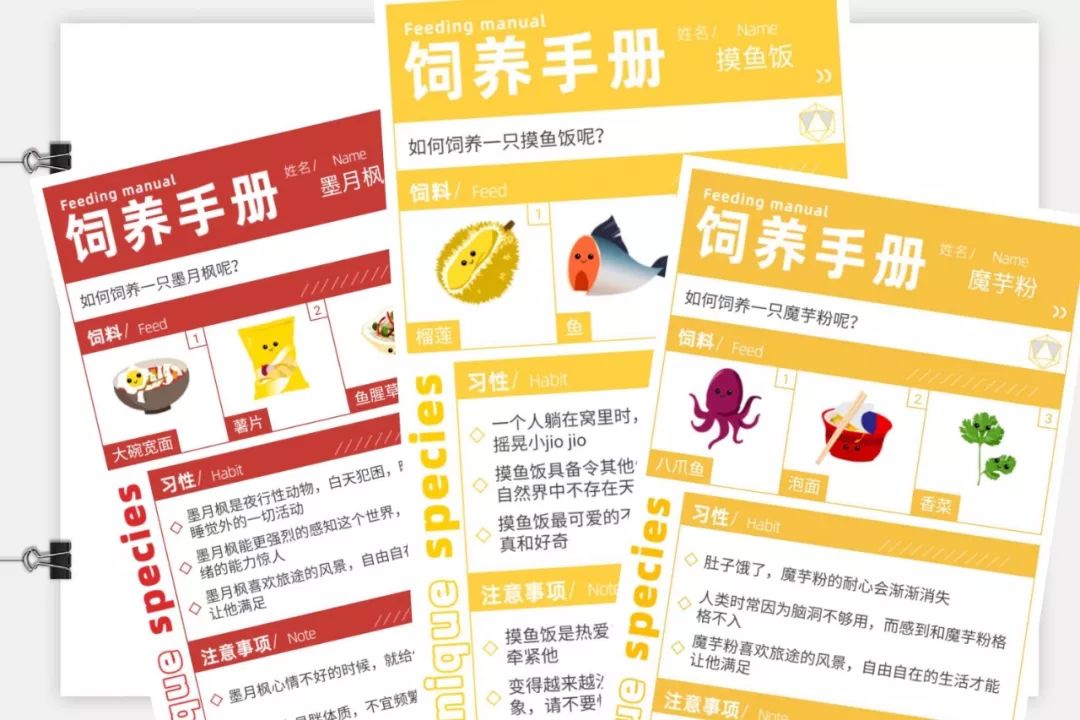 Feeding manual
饲养手册
姓名/ Name
墨月枫
如何饲养一只墨月枫呢?
饲料/ Feed
1
2
大碗宽面
薯片
鱼腥草
习性/ Habit
墨月枫是夜行性动物，白天犯困，
睡觉外的一切活动
墨月枫能更强烈的感知这个世界，
绪的能力惊人
墨月枫喜欢旅途的风景，自由自在
让他满足
注意事项/ Note
墨月枫心情不好的时候，就给
胖体质，不宜频繁
que species
Feeding manual
饲养手册
姓名/ Name
摸鱼饭
»
如何饲养一只摸鱼饭呢?
饲料/ Feed
1
榴莲
鱼
习性/ Habit
一个人躺在窝里时，
摇晃小jio jio
摸鱼饭具备令其他
自然界中不存在天
摸鱼饭最可爱的
真和好奇
注意事项/ Note
摸鱼饭是热爱
牵紧他
变得越来越
象，请不要
nique species
Feeding manual
饲养手册
姓名/ Name
魔芋粉
»
如何饲养一只魔芋粉呢?
饲料/ Feed
1
2
3
八爪鱼
泡面
香菜
习性/ Habit
肚子饿了，魔芋粉的耐心会渐渐消失
人类时常因为脑洞不够用，而感到和魔芋粉格
格不入
魔芋粉喜欢旅途的风景，自由自在的生活才能
让他满足
注意事项/ Note
species